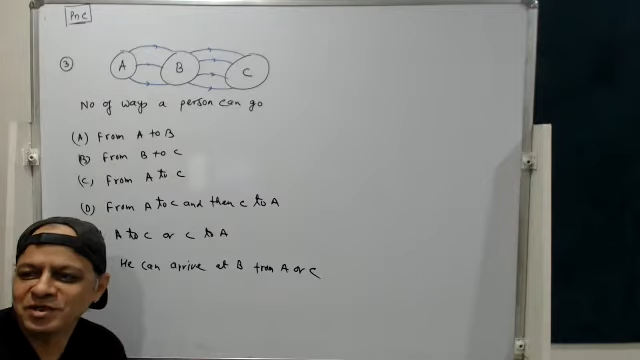 PnC
3
A B C
No of ways a person can go
(A) From A to B
(B) From B to C
(C) From A to C
(D) From A to C and then C to A
A to C or C to A
He can arrive at B from A or C